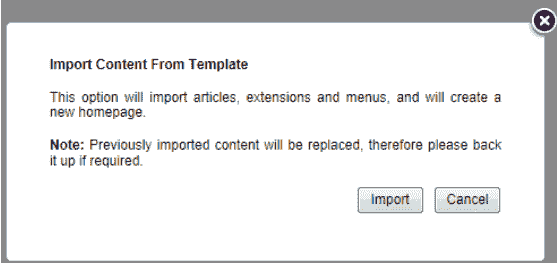 Import Content From Template
This option will import articles, extensions and menus, and will create a
new homepage.
Note: Previously imported content will be replaced, therefore please back
it up if required.
Import Cancel